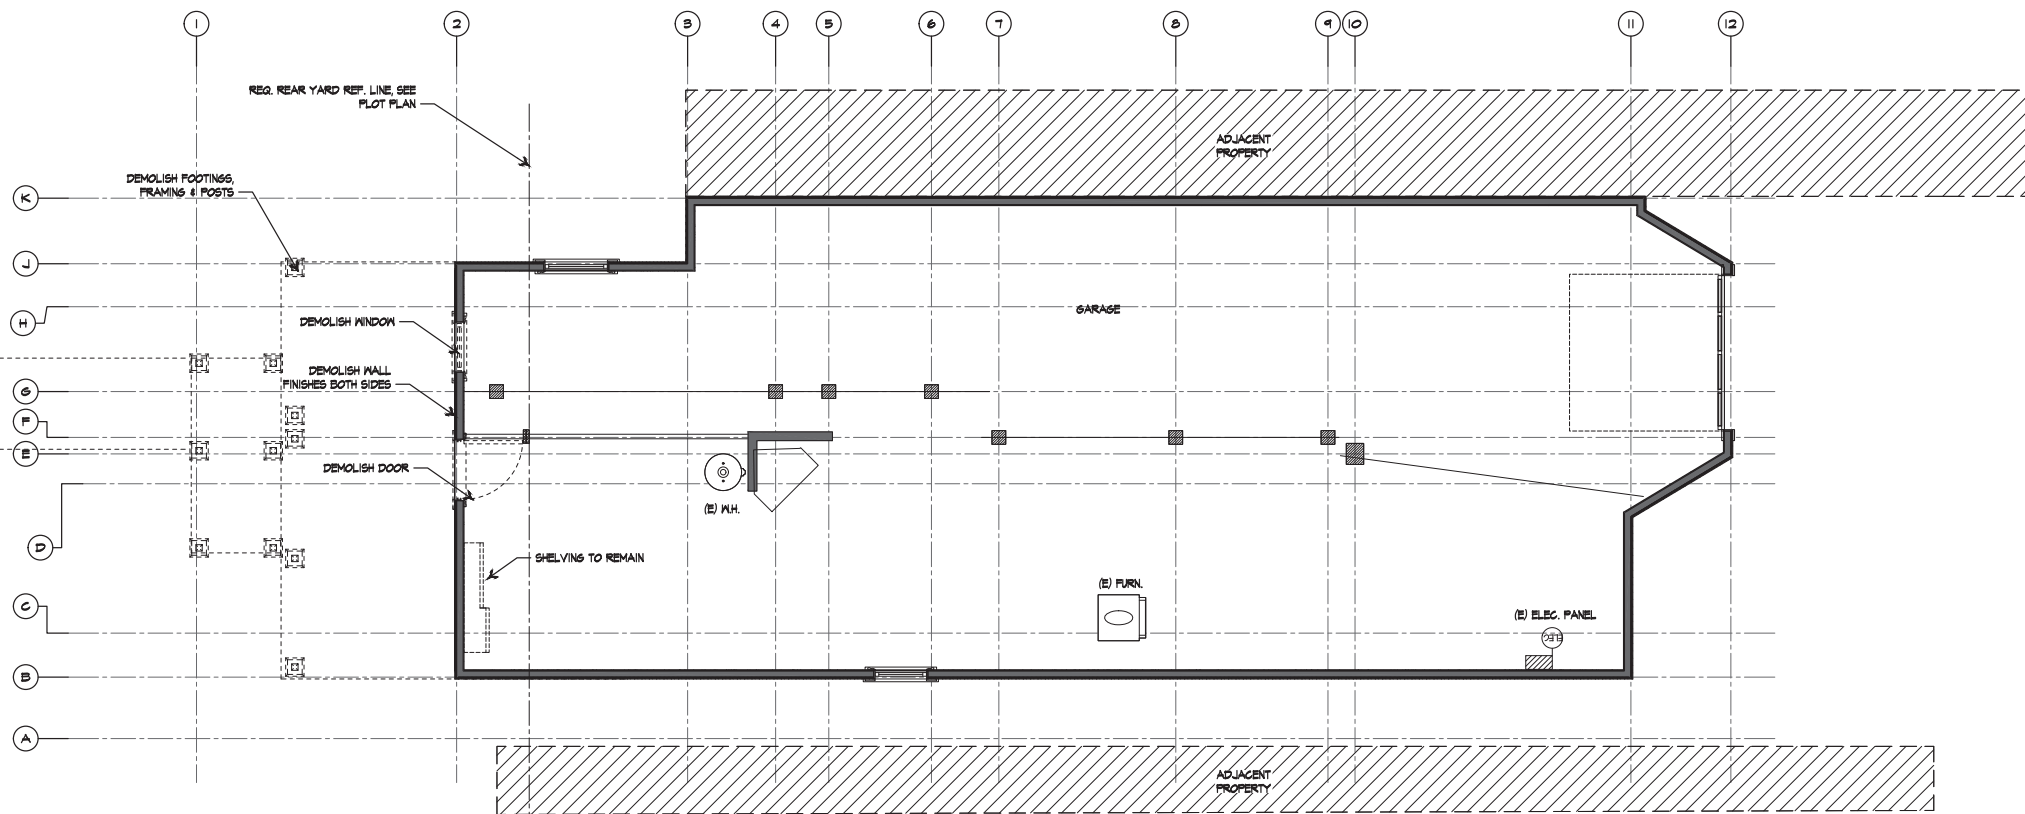 1 2 3 4 5 6 7 8 9 10 11 12
REQ. REAR YARD REF. LINE, SEE
PLOT PLAN
ADJACENT
PROPERTY
DEMOLISH FOOTINGS,
FRAMING & POSTS
K
J
H
GARAGE
DEMOLISH WINDOW
DEMOLISH WALL
FINISHES BOTH SIDES
G
F
E
DEMOLISH DOOR
(E) W.H.
D
SHELVING TO REMAIN
(E) FURN.
C
(E) ELEC. PANEL
ELEC
B
A
ADJACENT
PROPERTY